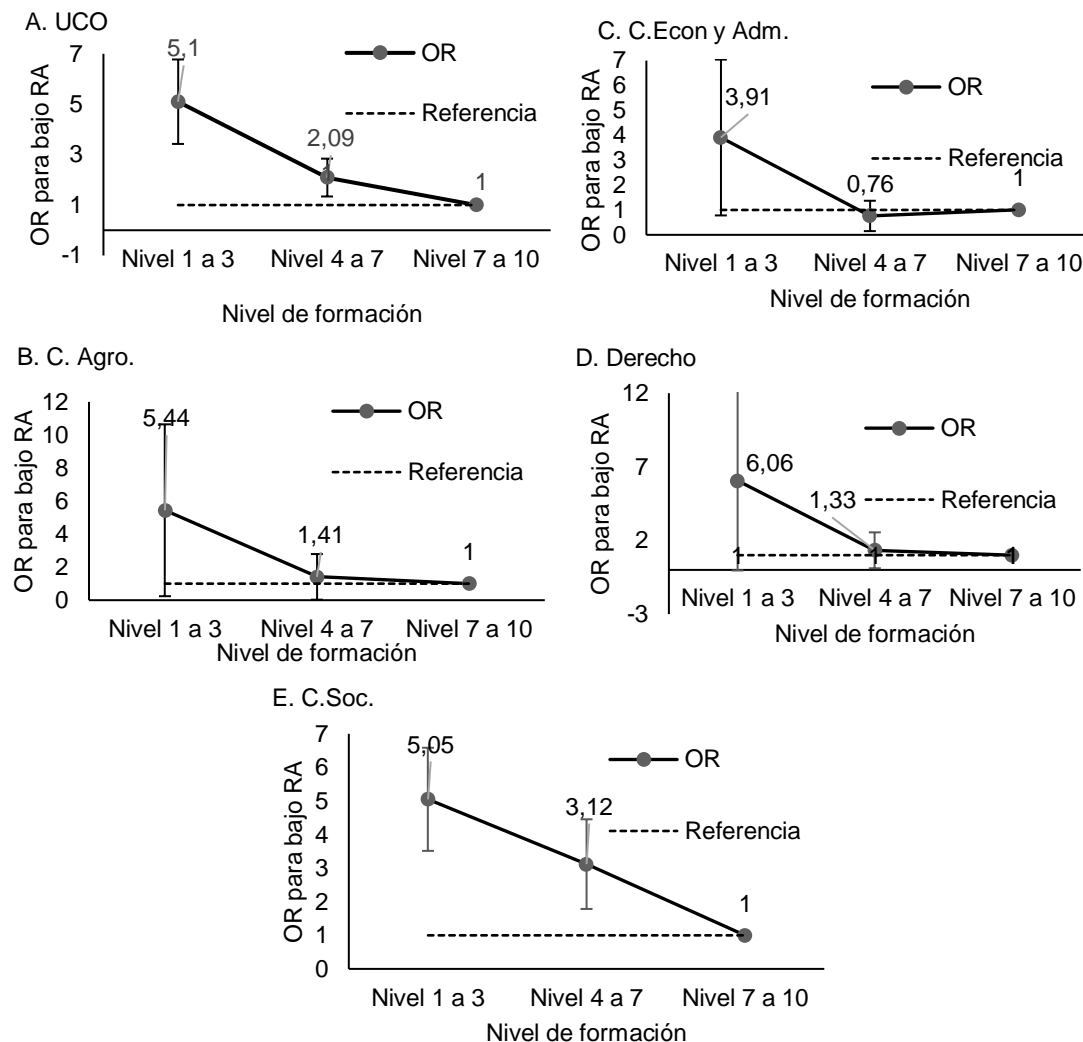 A. UCO
OR para bajo RA
7
5
3
1
-1
5,1
2,09
1
OR
Referencia
Nivel 1 a 3 Nivel 4 a 7 Nivel 7 a 10
Nivel de formación
C. C.Econ y Adm.
OR para bajo RA
7
6
5
4
3
2
1
0
3,91
0,76
1
OR
Referencia
Nivel 1 a 3 Nivel 4 a 7 Nivel 7 a 10
Nivel de formación
B. C. Agro.
OR para bajo RA
12
10
8
6
4
2
0
5,44
1,41
1
OR
Referencia
Nivel 1 a 3 Nivel 4 a 7 Nivel 7 a 10
Nivel de formación
D. Derecho
OR para bajo RA
12
7
2
-3
6,06
1,33
1 1 1
OR
Referencia
Nivel 1 a 3 Nivel 4 a 7 Nivel 7 a 10
Nivel de formación
E. C.Soc.
OR para bajo RA
7
6
5
4
3
2
1
0
5,05
3,12
1
OR
Referencia
Nivel 1 a 3 Nivel 4 a 7 Nivel 7 a 10
Nivel de formación